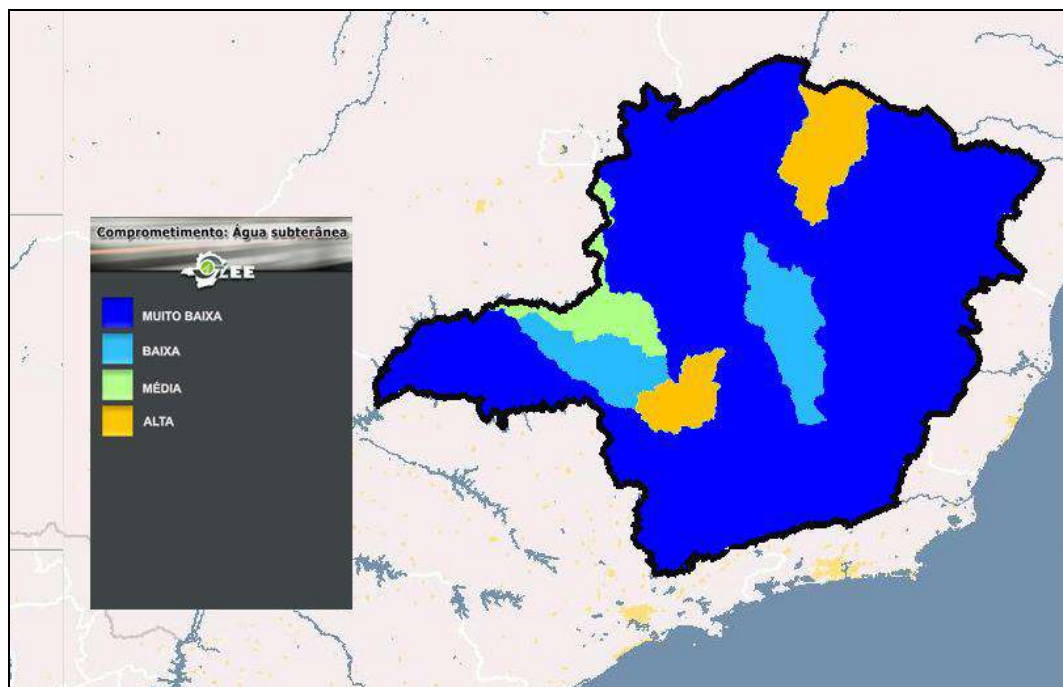 Comprometimento: Água subterânea
ZEE
MUITO BAIXA
BAIXA
MÉDIA
ALTA